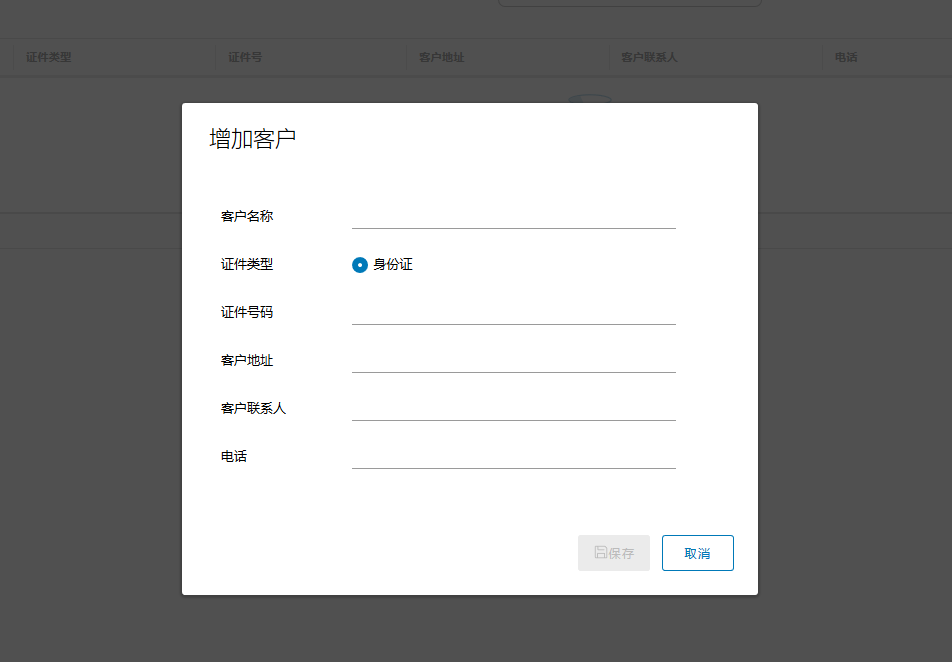 证件类型 证件号 客户地址 客户联系人 电话
增加客户
客户名称
证件类型 身份证
证件号码
客户地址
客户联系人
电话
保存 取消